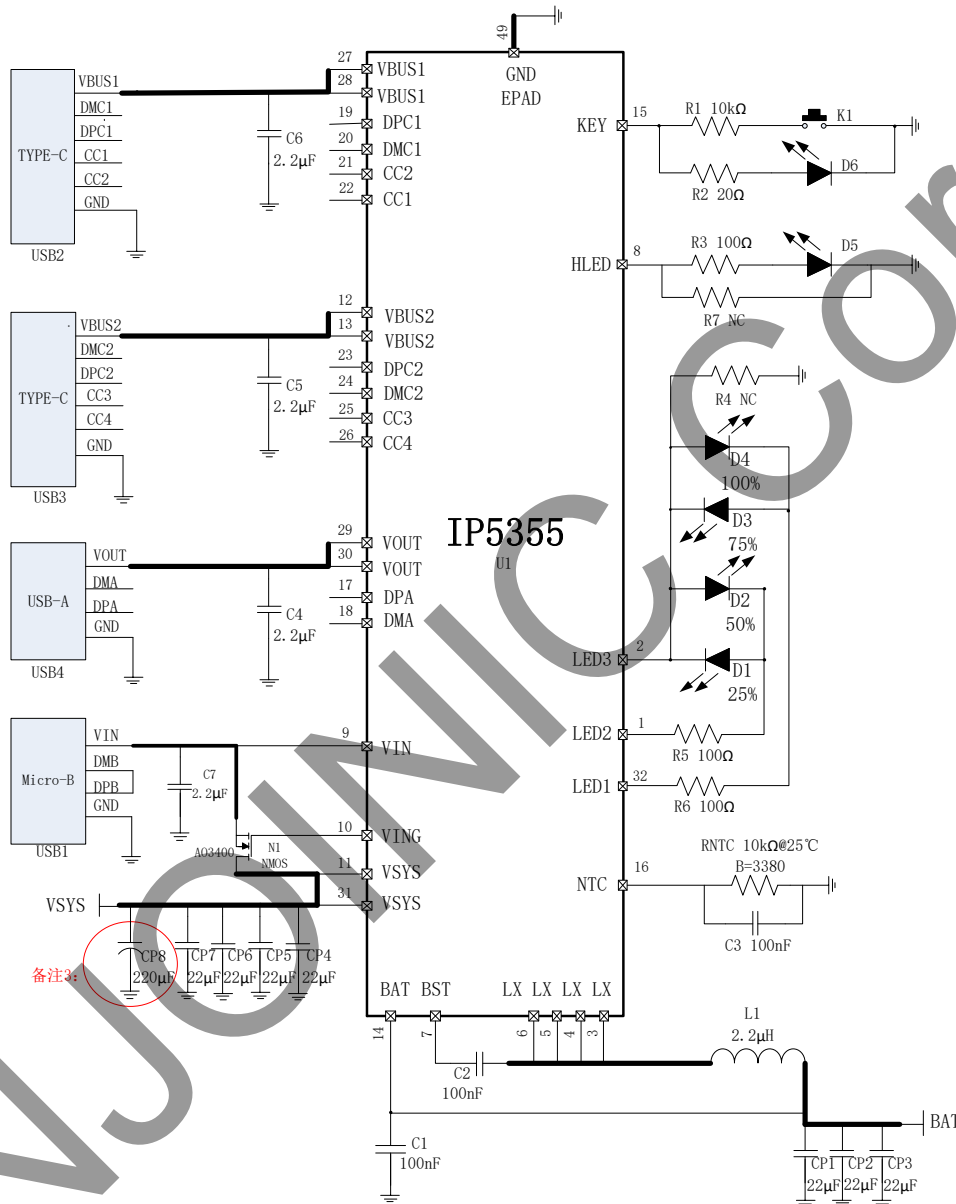 49
GND
EPAD
27
VBUS1
28
VBUS1
19
DPC1
20
DMC1
21
CC2
22
CC1
VBUS1
DMC1
DPC1
TYPE-C
CC1
CC2
GND
USB2
C6
2.2μF
15
KEY
R1 10kΩ
K1
R2 20Ω
D6
8
HLED
R3 100Ω
D5
R7 NC
12
VBUS2
13
VBUS2
23
DPC2
24
DMC2
25
CC3
26
CC4
VBUS2
DMC2
DPC2
TYPE-C
CC3
CC4
GND
USB3
C5
2.2μF
R4 NC
D4
100%
D3
75%
D2
50%
D1
25%
IP5355
U1
29
VOUT
30
VOUT
17
DPA
18
DMA
VOUT
DMA
USB-A
DPA
GND
USB4
C4
2.2μF
2
LED3
1
LED2
R5 100Ω
32
LED1
R6 100Ω
VIN
DMB
Micro-B
DPB
GND
USB1
C7
2.2μF
9
VIN
10
VING
AO3400
N1
NMOS
11
VSYS
31
VSYS
VSYS
16
NTC
RNTC 10kΩ@25℃
B=3380
C3 100nF
备注3:
CP8
220μF
CP7
22μF
CP6
22μF
CP5
22μF
CP4
22μF
BAT
BST
LX
LX
LX
LX
14
7
6
5
4
3
C2
100nF
L1
2.2μH
C1
100nF
BAT
CP1
22μF
CP2
22μF
CP3
22μF
INJOINIC Cor